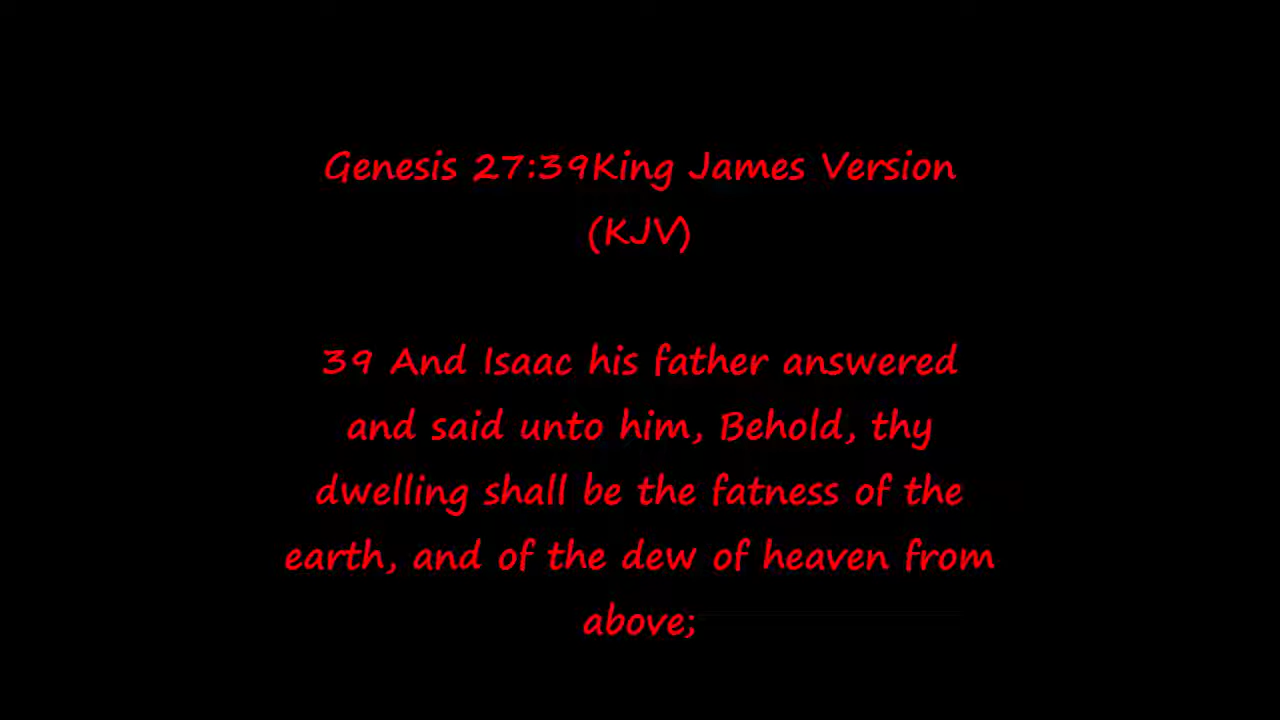 Genesis 27:39King James Version
(KJV)
39 And Isaac his father answered
and said unto him, Behold, thy
dwelling shall be the fatness of the
earth, and of the dew of heaven from
above;